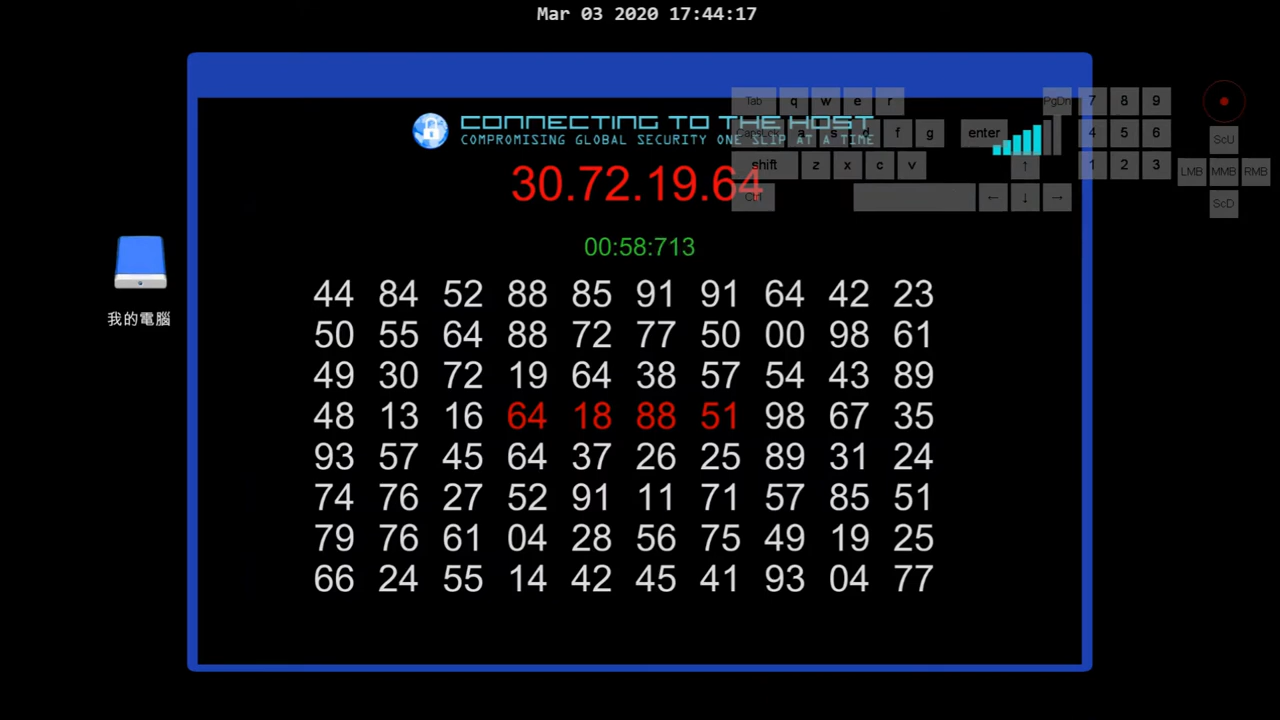 Mar 03 2020 17:44:17
CONNECTING TO THE HOST
COMPROMISING GLOBAL SECURITY ONE SLIP AT A TIME
30.72.19.64
00:58:713
44 84 52 88 85 91 91 64 42 23
50 55 64 88 72 77 50 00 98 61
49 30 72 19 64 38 57 54 43 89
48 13 16 64 18 88 51 98 67 35
93 57 45 64 37 26 25 89 31 24
74 76 27 52 91 11 71 57 85 51
79 76 61 04 28 56 75 49 19 25
66 24 55 14 42 45 41 93 04 77
我的電腦
Tab q w e r PgDn 7 8 9
CapsLck a s d f g enter 4 5 6 ScU
shift z x c v ↑ 1 2 3 LMB MMB RMB
Ctrl ← ↓ → ScD